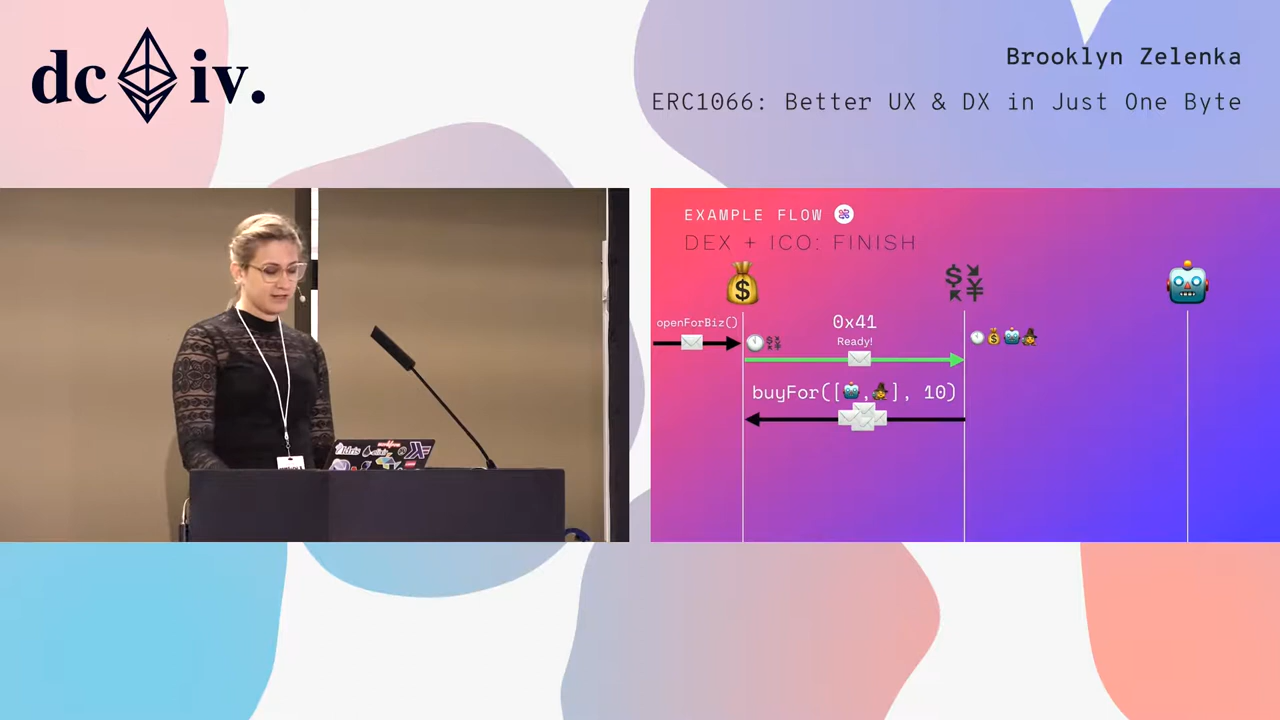 dc iv.
Brooklyn Zelenka
ERC1066: Better UX & DX in Just One Byte
EXAMPLE FLOW
DEX + ICO: FINISH
openForBiz()
0x41
Ready!
buyFor([🤖,🧙], 10)